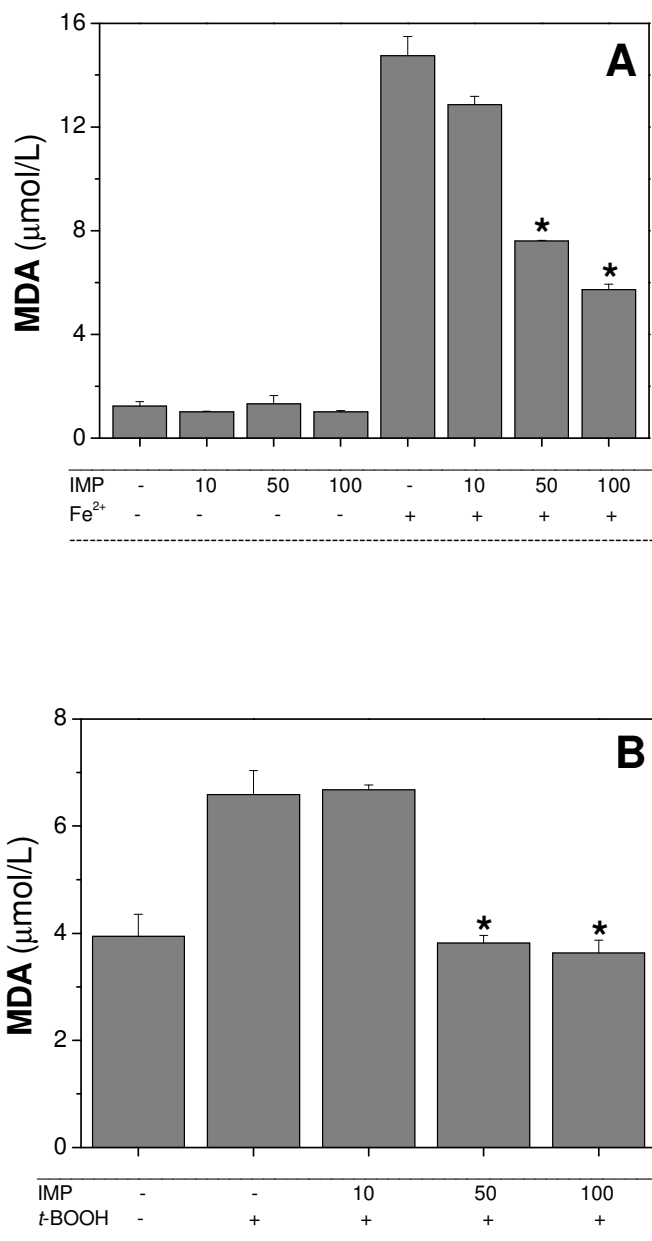 16
A
12
8
*
*
4
0
MDA (μmol/L)
IMP - 10 50 100 - 10 50 100
Fe²⁺ - - - - + + + +
8
B
6
4
*
*
2
0
MDA (μmol/L)
IMP - - 10 50 100
t-BOOH - + + + +